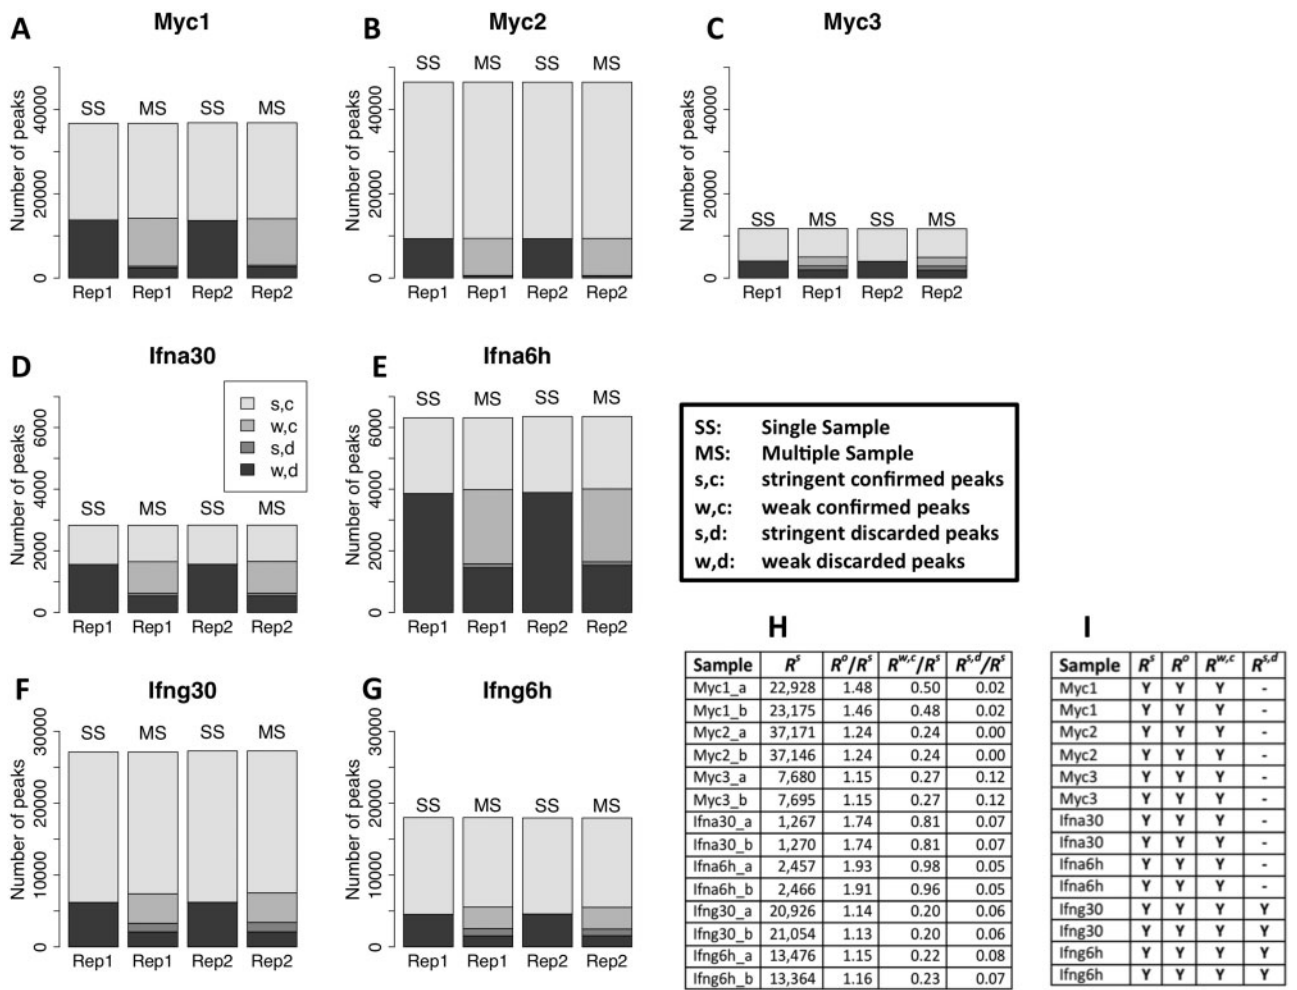 A Myc1
B Myc2
C Myc3
Number of peaks
0 20000 40000
SS MS SS MS
Rep1 Rep1 Rep2 Rep2
Number of peaks
0 20000 40000
SS MS SS MS
Rep1 Rep1 Rep2 Rep2
Number of peaks
0 20000 40000
SS MS SS MS
Rep1 Rep1 Rep2 Rep2
D Ifna30
E Ifna6h
Number of peaks
0 2000 4000 6000
s,c
w,c
s,d
w,d
SS MS SS MS
Rep1 Rep1 Rep2 Rep2
Number of peaks
0 2000 4000 6000
SS MS SS MS
Rep1 Rep1 Rep2 Rep2
SS: Single Sample
MS: Multiple Sample
s,c: stringent confirmed peaks
w,c: weak confirmed peaks
s,d: stringent discarded peaks
w,d: weak discarded peaks
F Ifng30
G Ifng6h
Number of peaks
0 10000 20000 30000
SS MS SS MS
Rep1 Rep1 Rep2 Rep2
Number of peaks
0 10000 20000 30000
SS MS SS MS
Rep1 Rep1 Rep2 Rep2
H
Sample R^s R^o/R^s R^w,c/R^s R^s,d/R^s
Myc1_a 22,928 1.48 0.50 0.02
Myc1_b 23,175 1.46 0.48 0.02
Myc2_a 37,171 1.24 0.24 0.00
Myc2_b 37,146 1.24 0.24 0.00
Myc3_a 7,680 1.15 0.27 0.12
Myc3_b 7,695 1.15 0.27 0.12
Ifna30_a 1,267 1.74 0.81 0.07
Ifna30_b 1,270 1.74 0.81 0.07
Ifna6h_a 2,457 1.93 0.98 0.05
Ifna6h_b 2,466 1.91 0.96 0.05
Ifng30_a 20,926 1.14 0.20 0.06
Ifng30_b 21,054 1.13 0.20 0.06
Ifng6h_a 13,476 1.15 0.22 0.08
Ifng6h_b 13,364 1.16 0.23 0.07
I
Sample R^s R^o R^w,c R^s,d
Myc1 Y Y Y -
Myc1 Y Y Y -
Myc2 Y Y Y -
Myc2 Y Y Y -
Myc3 Y Y Y -
Myc3 Y Y Y -
Ifna30 Y Y Y -
Ifna30 Y Y Y -
Ifna6h Y Y Y -
Ifna6h Y Y Y -
Ifng30 Y Y Y Y
Ifng30 Y Y Y Y
Ifng6h Y Y Y Y
Ifng6h Y Y Y Y